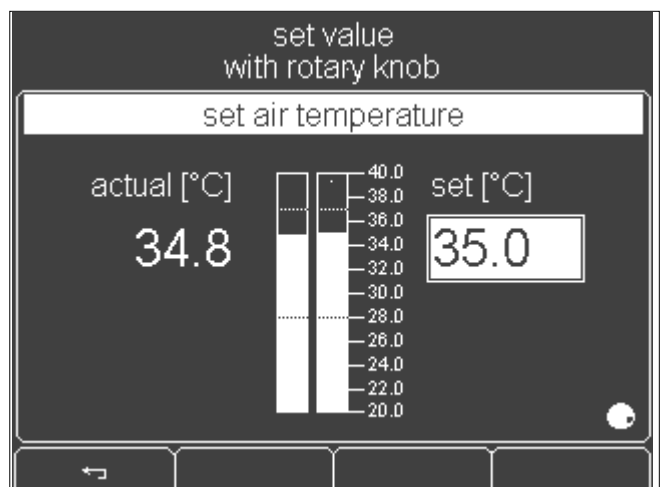 set value
with rotary knob
set air temperature
actual [°C]
34.8
40.0
38.0
36.0
34.0
32.0
30.0
28.0
26.0
24.0
22.0
20.0
set [°C]
35.0